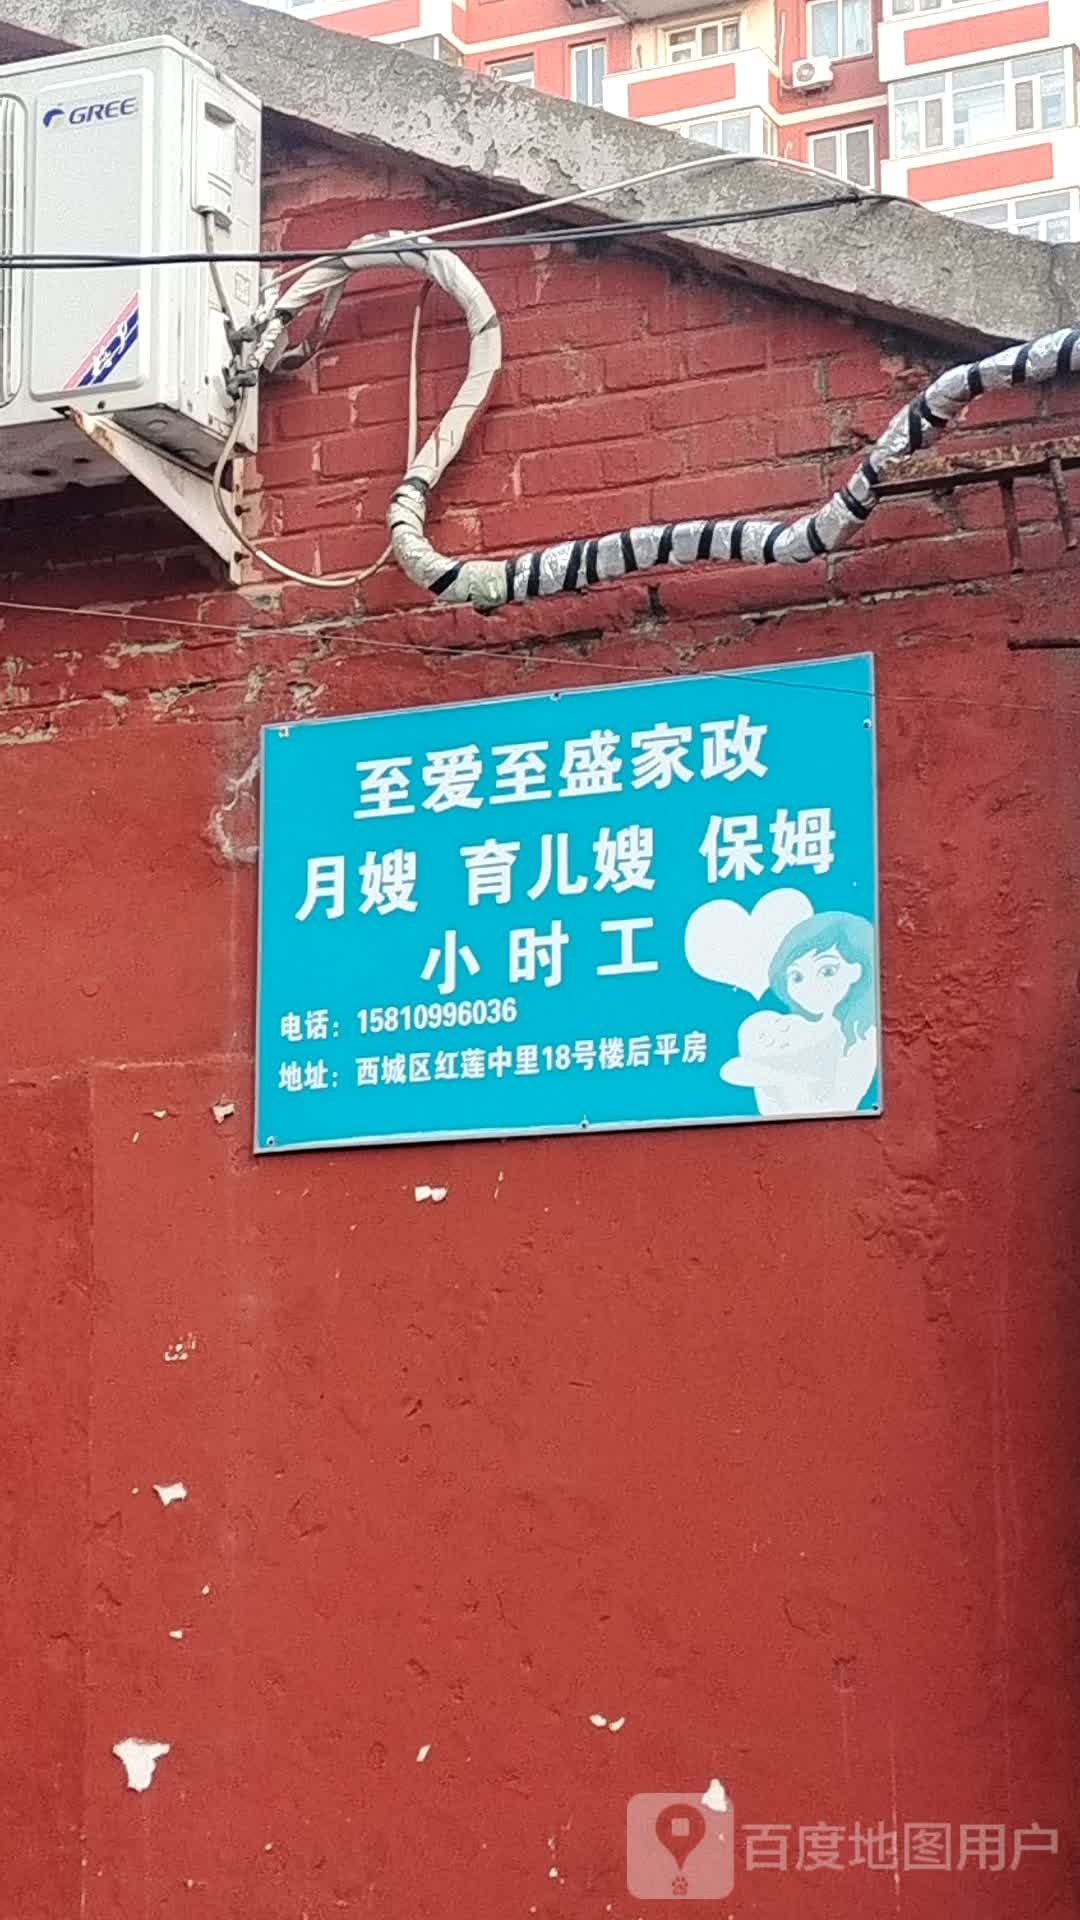 GREE
至爱至盛家政
月嫂 育儿嫂 保姆
小时工
电话：15810996036
地址：西城区红莲中里18号楼后平房
百度地图用户